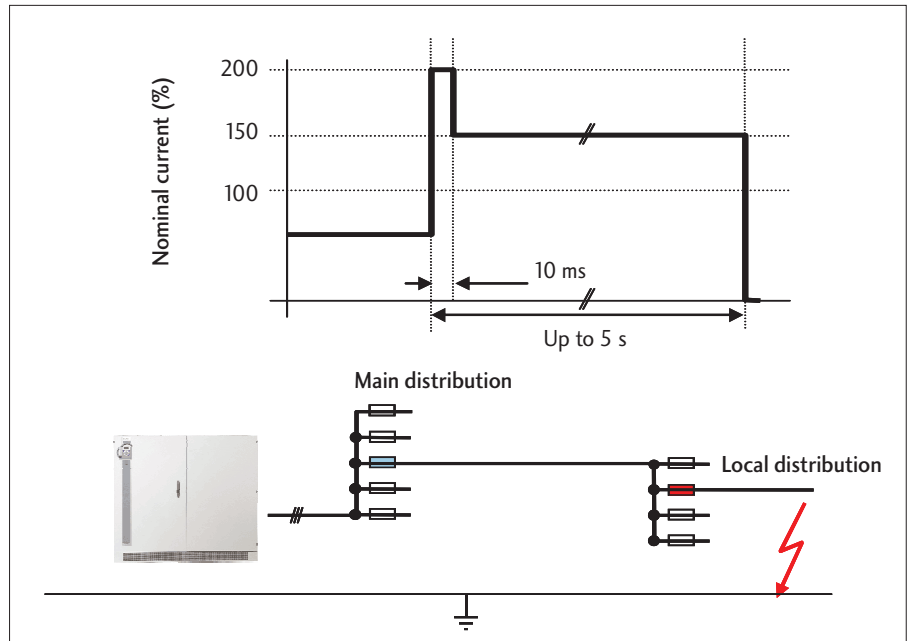 Nominal current (%)
200
150
100
10 ms
Up to 5 s
Main distribution
Local distribution